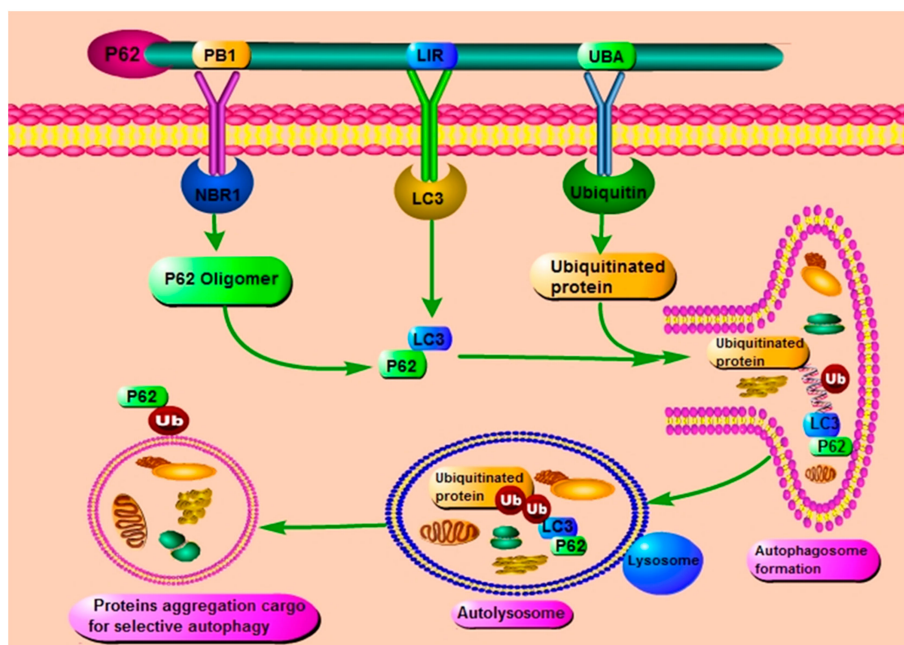 P62
PB1
LIR
UBA
NBR1
LC3
Ubiquitin
P62 Oligomer
Ubiquitinated
protein
LC3
P62
Ubiquitinated
protein
Ub
LC3
P62
P62
Ub
Ubiquitinated
protein
Ub
Ub
LC3
P62
Lysosome
Autophagosome
formation
Autolysosome
Proteins aggregation cargo
for selective autophagy